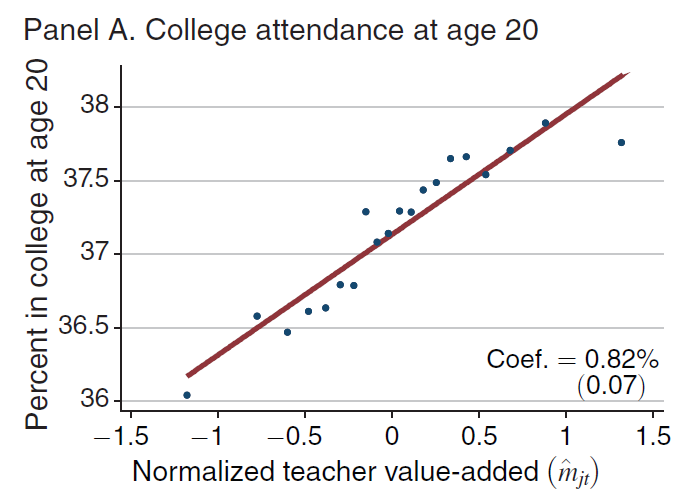 Panel A. College attendance at age 20
Percent in college at age 20
38
37.5
37
36.5
36
Coef. = 0.82%
(0.07)
−1.5 −1 −0.5 0 0.5 1 1.5
Normalized teacher value-added (m̂jt)